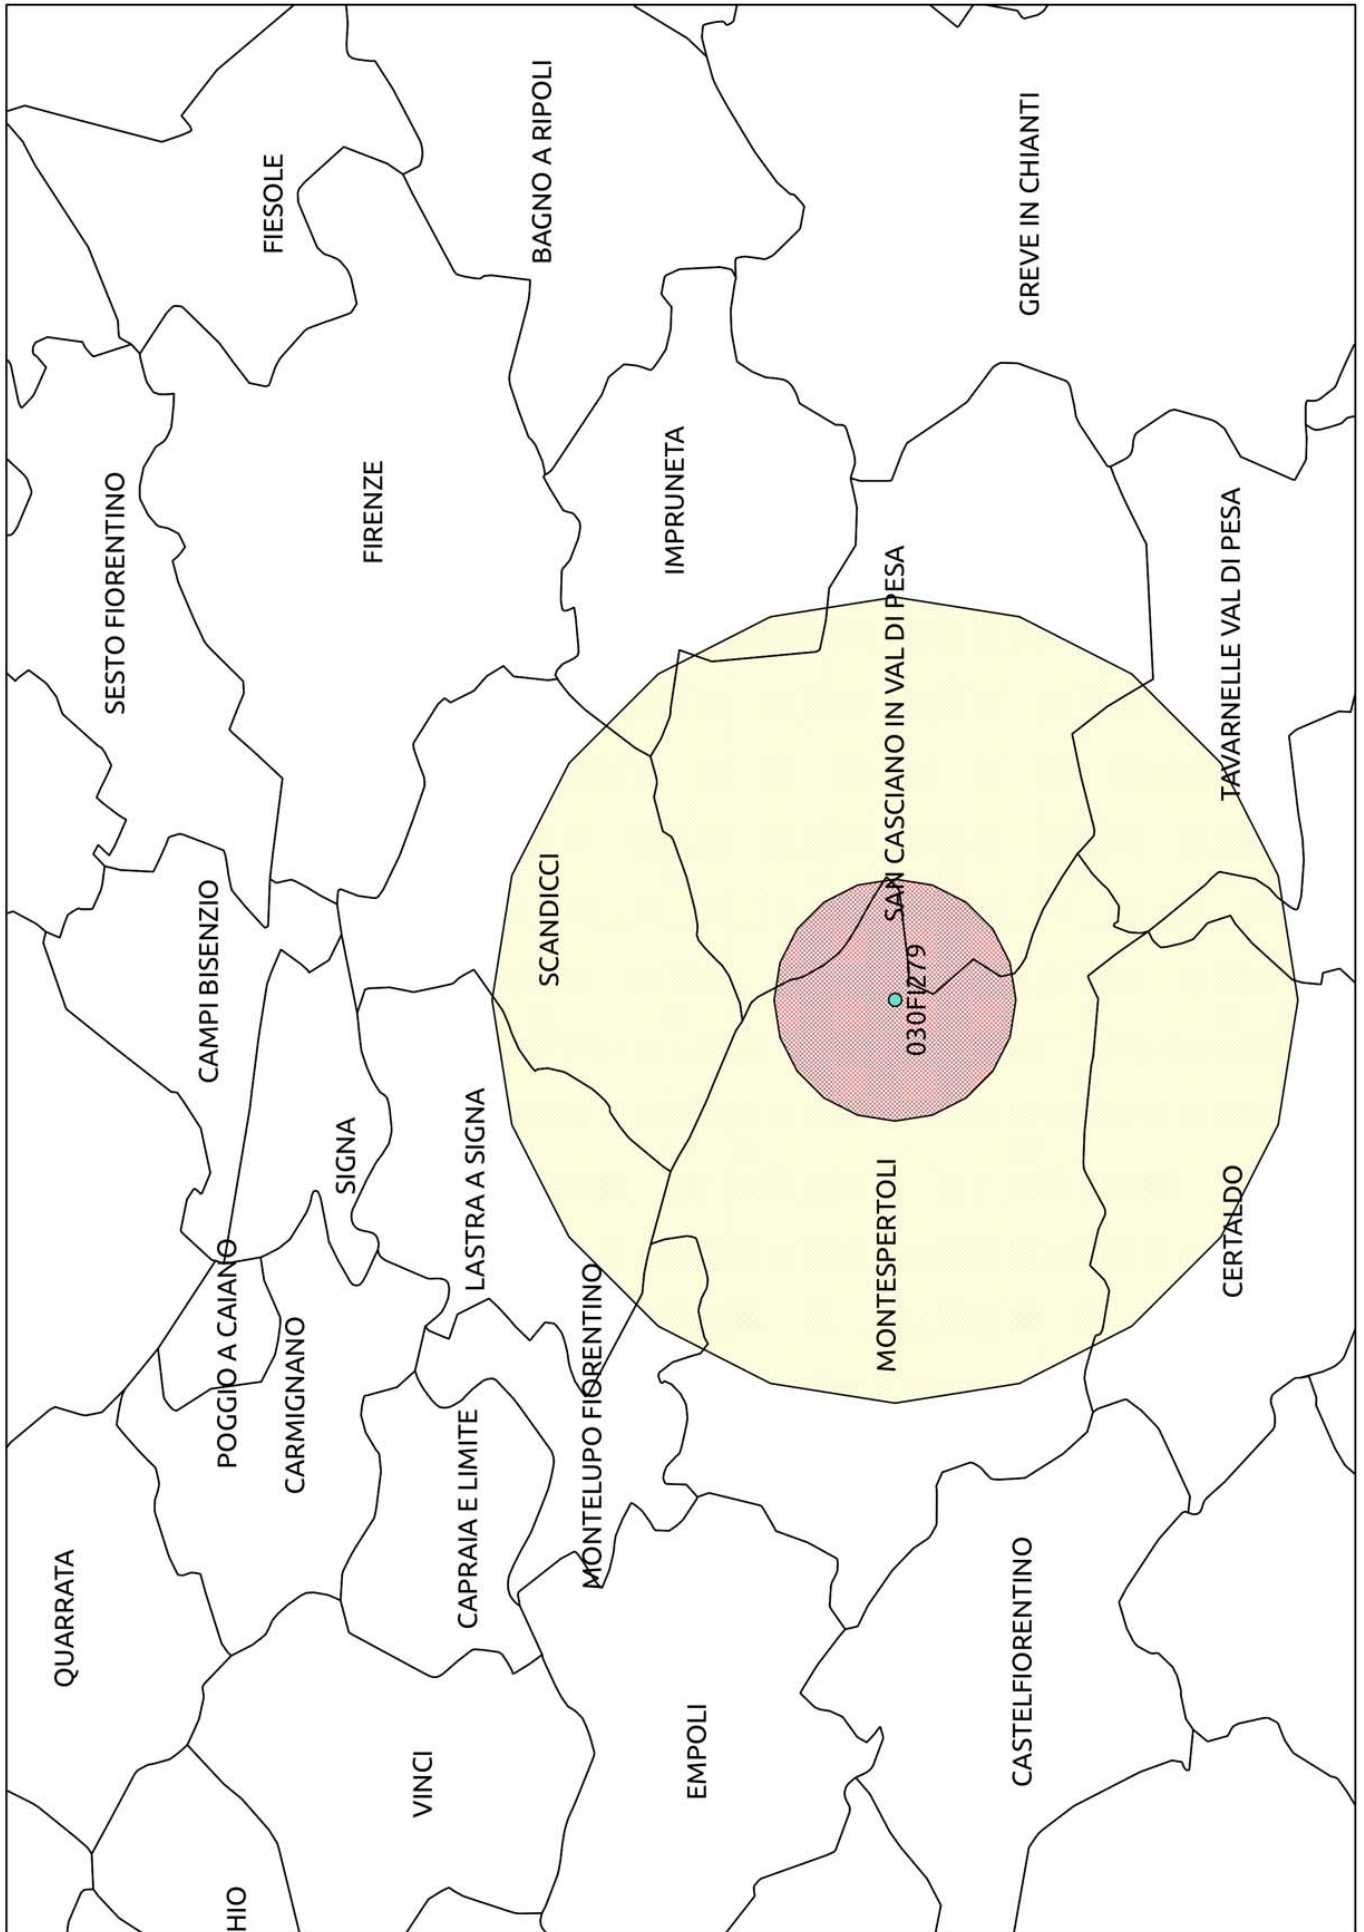 QUARRATA
SESTO FIORENTINO
CAMPI BISENZIO
POGGIO A CAIANO
HIO
FIESOLE
CARMIGNANO
SIGNA
FIRENZE
VINCI
CAPRAIA E LIMITE
LASTRA A SIGNA
BAGNO A RIPOLI
SCANDICCI
MONTELUPO FIORENTINO
IMPRUNETA
EMPOLI
MONTESPERTOLI
SAN CASCIANO IN VAL DI PESA
030FI279
CASTELFIORENTINO
GREVE IN CHIANTI
CERTALDO
TAVARNELLE VAL DI PESA